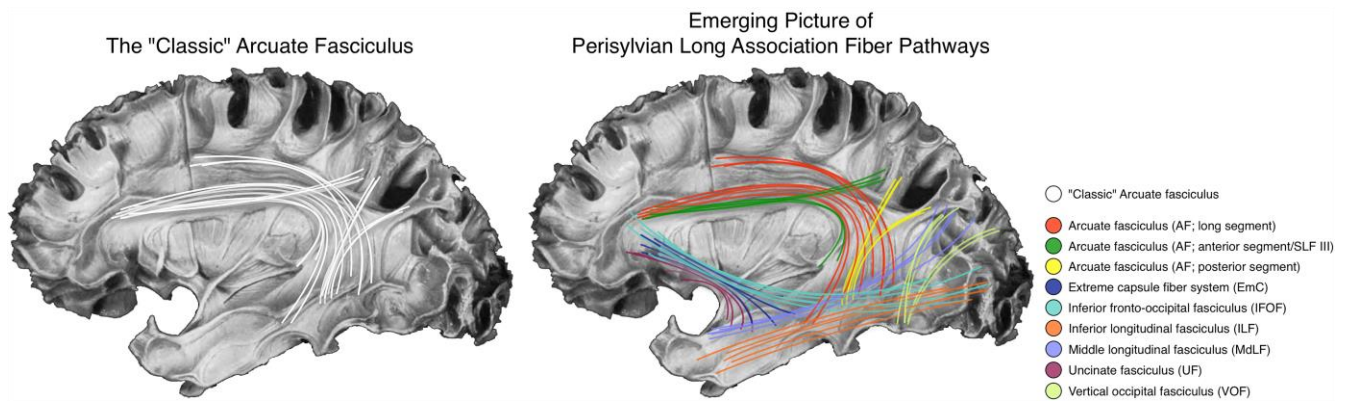 The "Classic" Arcuate Fasciculus
Emerging Picture of
Perisylvian Long Association Fiber Pathways
"Classic" Arcuate fasciculus
Arcuate fasciculus (AF; long segment)
Arcuate fasciculus (AF; anterior segment/SLF III)
Arcuate fasciculus (AF; posterior segment)
Extreme capsule fiber system (EmC)
Inferior fronto-occipital fasciculus (IFOF)
Inferior longitudinal fasciculus (ILF)
Middle longitudinal fasciculus (MdLF)
Uncinate fasciculus (UF)
Vertical occipital fasciculus (VOF)